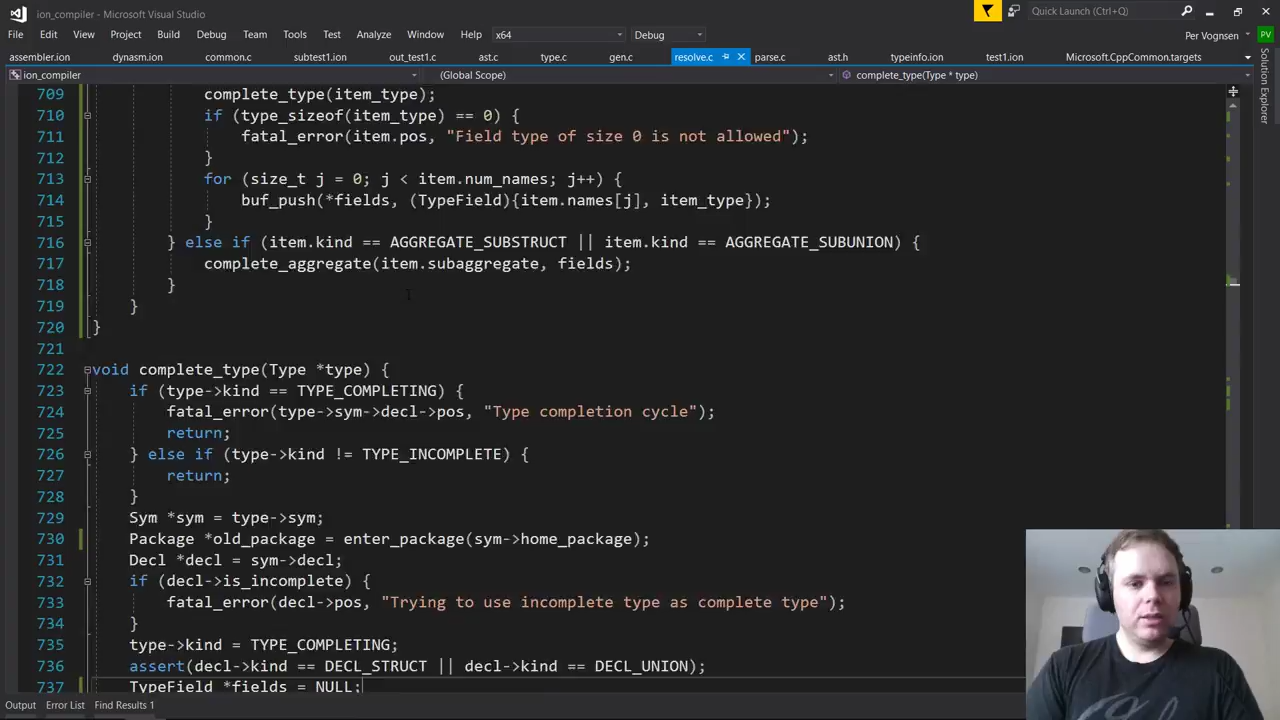 ion_compiler - Microsoft Visual Studio
Quick Launch (Ctrl+Q)
File Edit View Project Build Debug Team Tools Test Analyze Window Help x64 Debug Per Vognsen PV
assembler.ion dynasm.ion common.c subtest1.ion out_test1.c ast.c type.c gen.c resolve.c parse.c ast.h typeinfo.ion test1.ion Microsoft.CppCommon.targets
ion_compiler (Global Scope) complete_type(Type * type)
Solution Explorer
709 complete_type(item_type);
710 if (type_sizeof(item_type) == 0) {
711 fatal_error(item.pos, "Field type of size 0 is not allowed");
712 }
713 for (size_t j = 0; j < item.num_names; j++) {
714 buf_push(*fields, (TypeField){item.names[j], item_type});
715 }
716 } else if (item.kind == AGGREGATE_SUBSTRUCT || item.kind == AGGREGATE_SUBUNION) {
717 complete_aggregate(item.subaggregate, fields);
718 }
719 }
720 }
721
722 void complete_type(Type *type) {
723 if (type->kind == TYPE_COMPLETING) {
724 fatal_error(type->sym->decl->pos, "Type completion cycle");
725 return;
726 } else if (type->kind != TYPE_INCOMPLETE) {
727 return;
728 }
729 Sym *sym = type->sym;
730 Package *old_package = enter_package(sym->home_package);
731 Decl *decl = sym->decl;
732 if (decl->is_incomplete) {
733 fatal_error(decl->pos, "Trying to use incomplete type as complete type");
734 }
735 type->kind = TYPE_COMPLETING;
736 assert(decl->kind == DECL_STRUCT || decl->kind == DECL_UNION);
737 TypeField *fields = NULL;
Output Error List Find Results 1